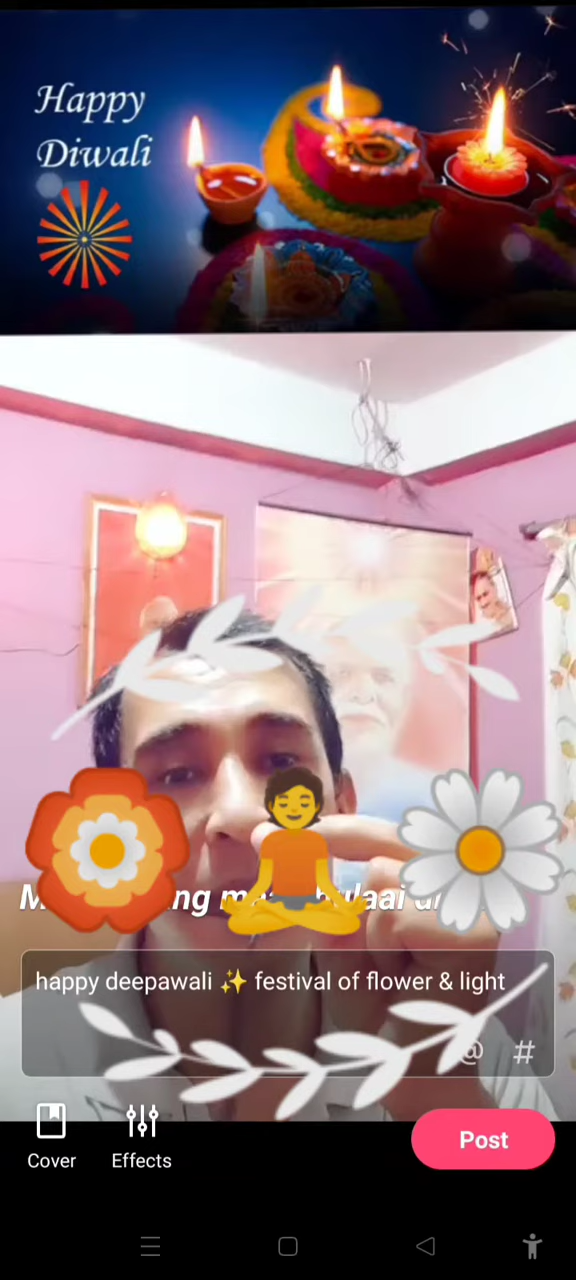 Happy
Diwali
happy deepawali ✨ festival of flower & light
@ #
Cover
Effects
Post